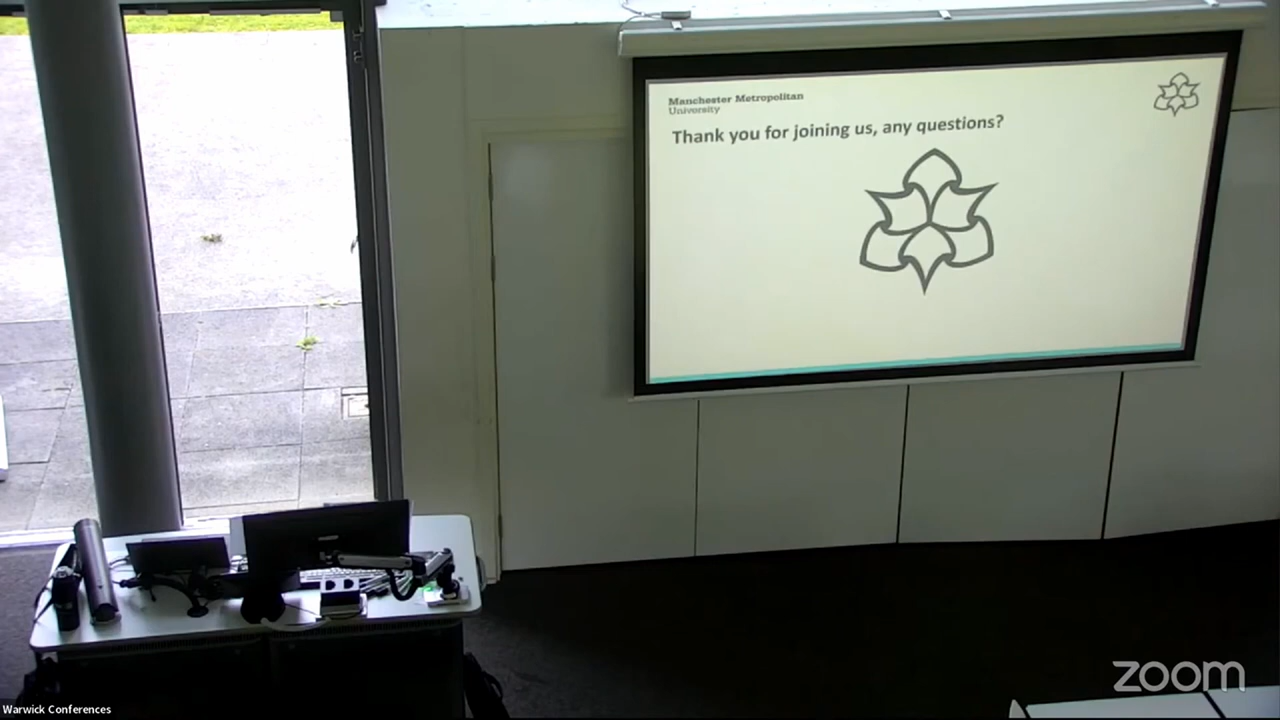 Manchester Metropolitan
University
Thank you for joining us, any questions?
zoom
Warwick Conferences